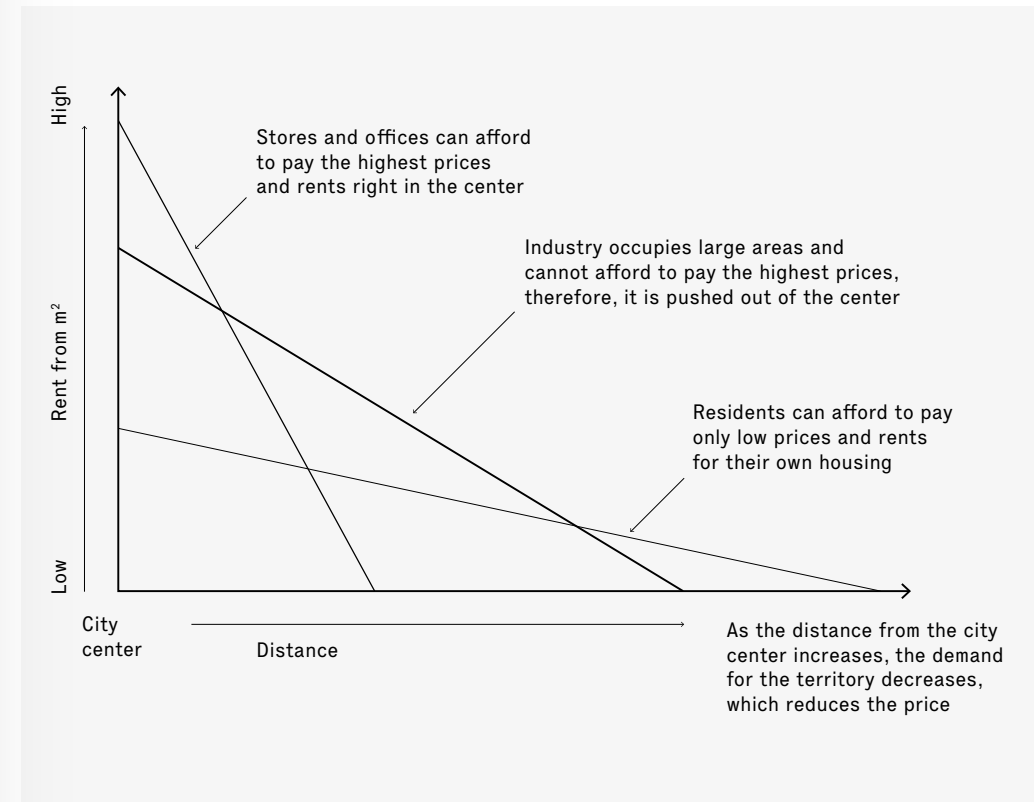 High
Stores and offices can afford
to pay the highest prices
and rents right in the center
Industry occupies large areas and
cannot afford to pay the highest prices,
therefore, it is pushed out of the center
Rent from m²
Residents can afford to pay
only low prices and rents
for their own housing
Low
City
center
Distance
As the distance from the city
center increases, the demand
for the territory decreases,
which reduces the price